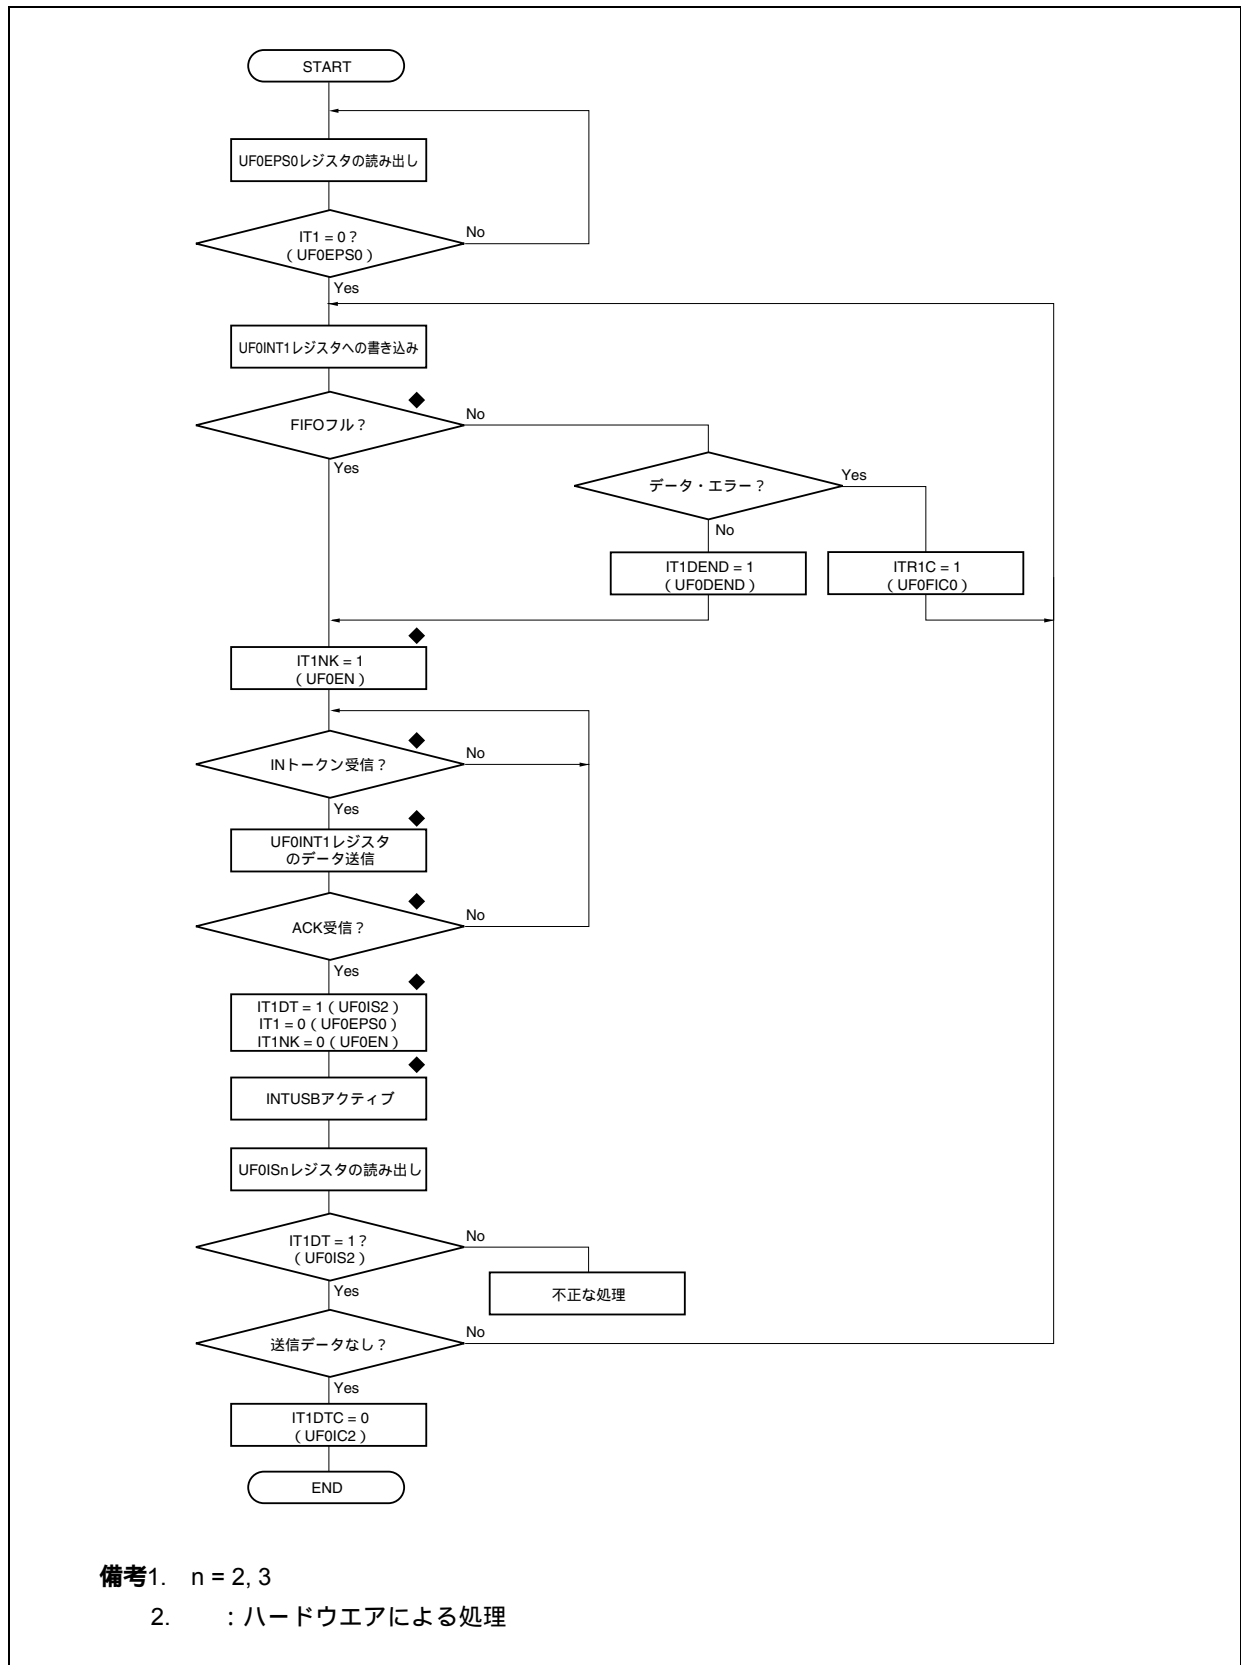 START
UF0EPS0レジスタの読み出し
IT1 = 0？
（UF0EPS0）
No
Yes
UF0INT1レジスタへの書き込み
FIFOフル？
No
Yes
データ・エラー？
Yes
No
IT1DEND = 1
（UF0DEND）
ITR1C = 1
（UF0FIC0）
IT1NK = 1
（UF0EN）
INトークン受信？
No
Yes
UF0INT1レジスタ
のデータ送信
ACK受信？
No
Yes
IT1DT = 1（UF0IS2）
IT1 = 0（UF0EPS0）
IT1NK = 0（UF0EN）
INTUSBアクティブ
UF0ISnレジスタの読み出し
IT1DT = 1？
（UF0IS2）
No
Yes
不正な処理
送信データなし？
No
Yes
IT1DTC = 0
（UF0IC2）
END
備考1. n = 2, 3
2. ：ハードウエアによる処理